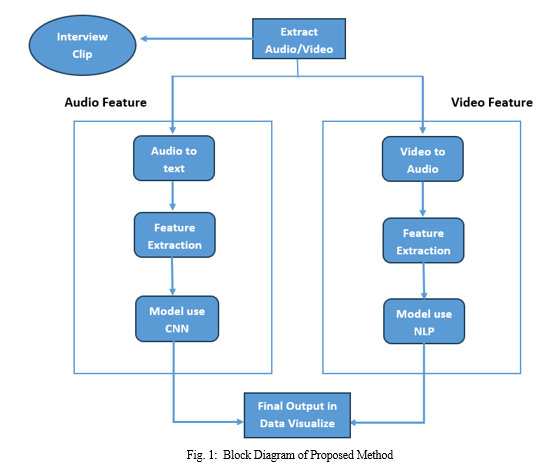 Interview
Clip
Extract
Audio/Video
Audio Feature
Video Feature
Audio to
text
Feature
Extraction
Model use
CNN
Video to
Audio
Feature
Extraction
Model use
NLP
Final Output in
Data Visualize
Fig. 1: Block Diagram of Proposed Method